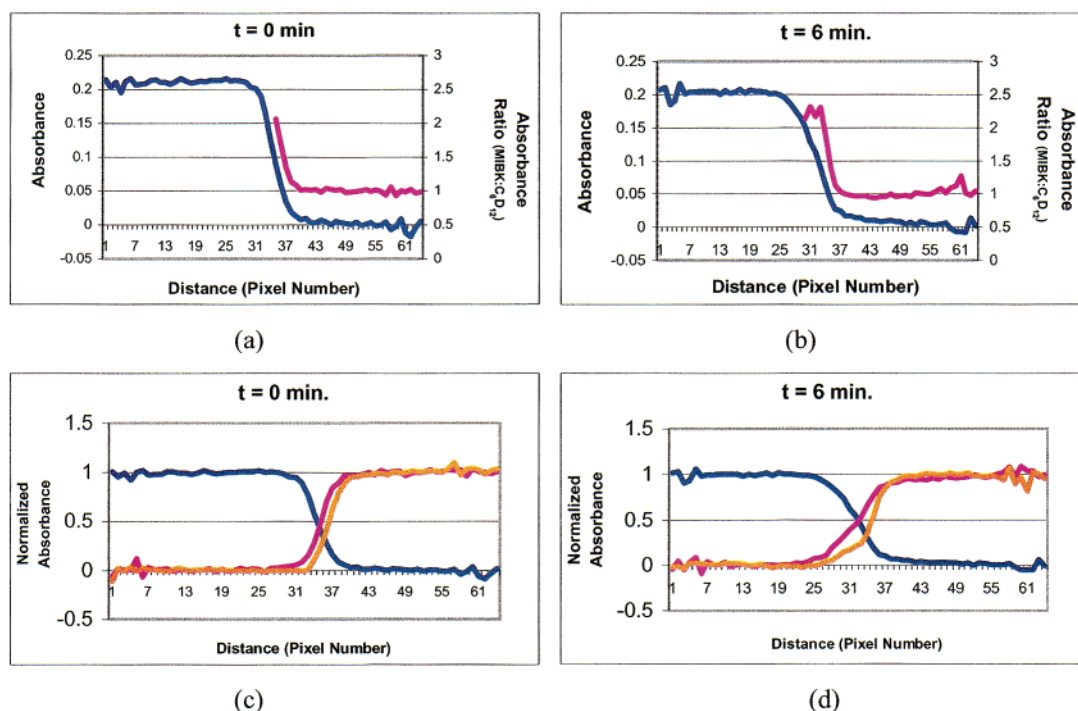 t = 0 min
0.25
0.2
0.15
0.1
0.05
0
-0.05
3
2.5
2
1.5
1
0.5
0
1 7 13 19 25 31 37 43 49 55 61
Absorbance
Absorbance
Ratio (MIBK:C6D12)
Distance (Pixel Number)
(a)
t = 6 min.
0.25
0.2
0.15
0.1
0.05
0
-0.05
3
2.5
2
1.5
1
0.5
0
1 7 13 19 25 31 37 43 49 55 61
Absorbance
Absorbance
Ratio (MIBK:C6D12)
Distance (Pixel Number)
(b)
t = 0 min.
1.5
1
0.5
0
-0.5
1 7 13 19 25 31 37 43 49 55 61
Normalized
Absorbance
Distance (Pixel Number)
(c)
t = 6 min.
1.5
1
0.5
0
-0.5
1 7 13 19 25 31 37 43 49 55 61
Normalized
Absorbance
Distance (Pixel Number)
(d)